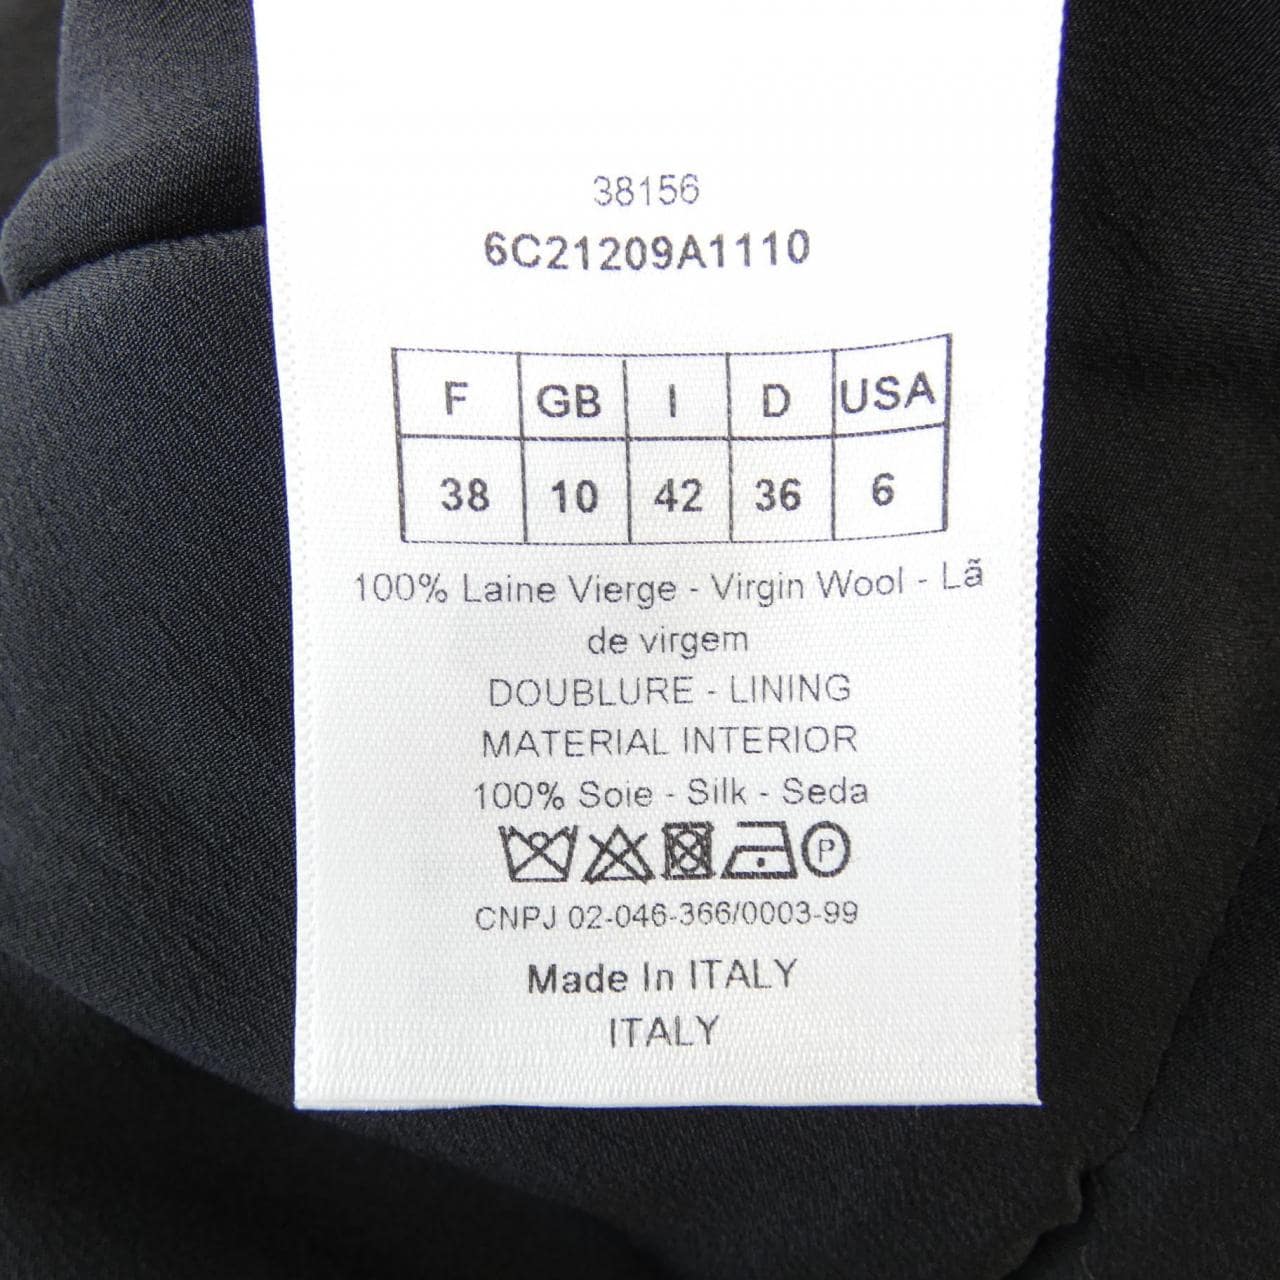 38156
6C21209A1110
F GB I D USA
38 10 42 36 6
100% Laine Vierge - Virgin Wool - Lã
de virgem
DOUBLURE - LINING
MATERIAL INTERIOR
100% Soie - Silk - Seda
P
CNPJ 02-046-366/0003-99
Made In ITALY
ITALY